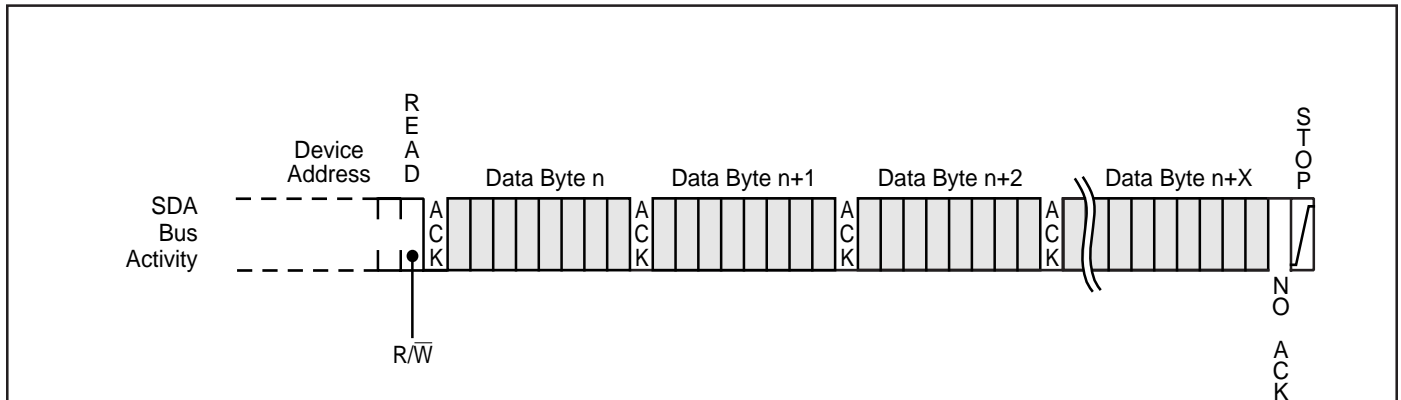 READ
STOP
Device
Address
Data Byte n
Data Byte n+1
Data Byte n+2
Data Byte n+X
SDA
Bus
Activity
ACK
ACK
ACK
ACK
NO ACK
R/W̅